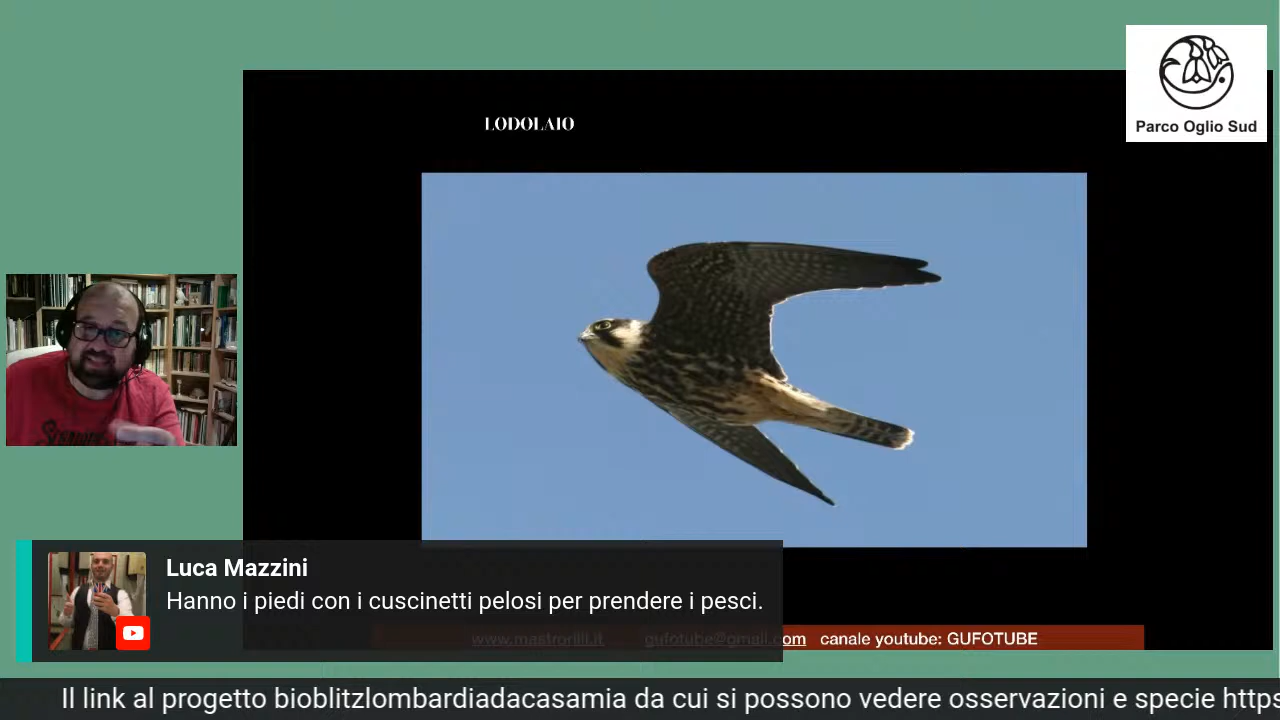 Parco Oglio Sud
LODOLAIO
Luca Mazzini
Hanno i piedi con i cuscinetti pelosi per prendere i pesci.
www.mastrorilli.it gufotube@gmail.com canale youtube: GUFOTUBE
Il link al progetto bioblitzlombardiadacasamia da cui si possono vedere osservazioni e specie https